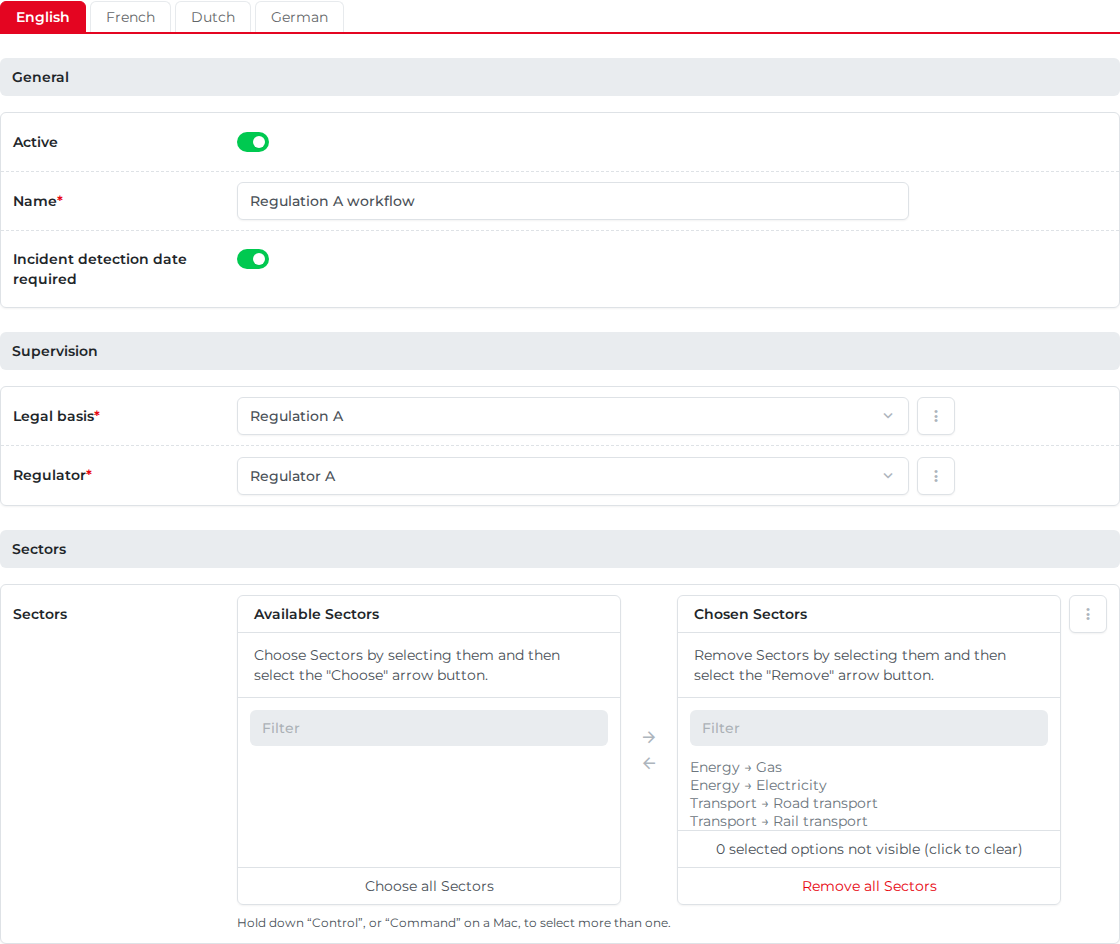 English French Dutch German
General
Active
Name*
Regulation A workflow
Incident detection date
required
Supervision
Legal basis*
Regulation A
Regulator*
Regulator A
Sectors
Sectors
Available Sectors
Choose Sectors by selecting them and then
select the "Choose" arrow button.
Filter
Choose all Sectors
Chosen Sectors
Remove Sectors by selecting them and then
select the "Remove" arrow button.
Filter
Energy → Gas
Energy → Electricity
Transport → Road transport
Transport → Rail transport
0 selected options not visible (click to clear)
Remove all Sectors
Hold down “Control”, or “Command” on a Mac, to select more than one.